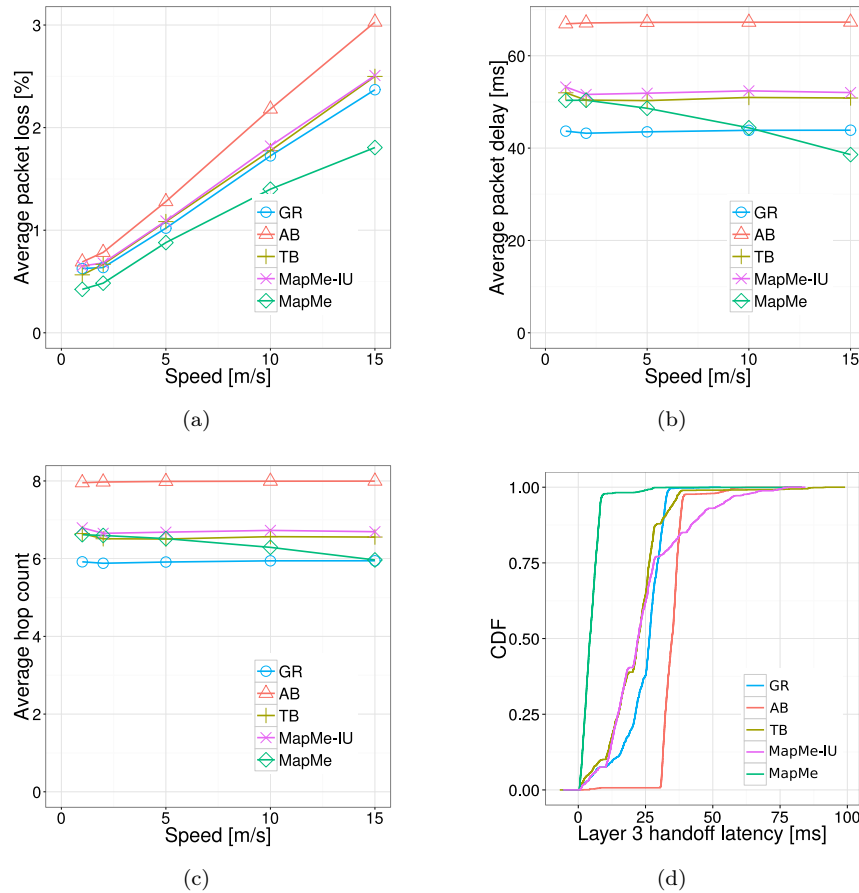 3
2
1
0
Average packet loss [%]
GR
AB
TB
MapMe-IU
MapMe
0 5 10 15
Speed [m/s]
(a)
60
40
20
0
Average packet delay [ms]
GR
AB
TB
MapMe-IU
MapMe
0 5 10 15
Speed [m/s]
(b)
8
6
4
2
0
Average hop count
GR
AB
TB
MapMe-IU
MapMe
0 5 10 15
Speed [m/s]
(c)
1.00
0.75
0.50
0.25
0.00
CDF
GR
AB
TB
MapMe-IU
MapMe
0 25 50 75 100
Layer 3 handoff latency [ms]
(d)